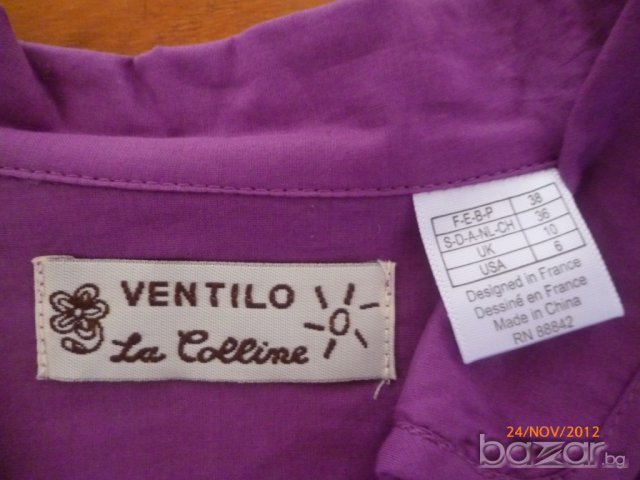 VENTILO
La Colline
F-E-B-P 38
S-D-A-NL-CH 36
UK 10
USA 6
Designed in France
Dessiné en France
Made in China
RN 88842
24/NOV/2012
bazar.bg